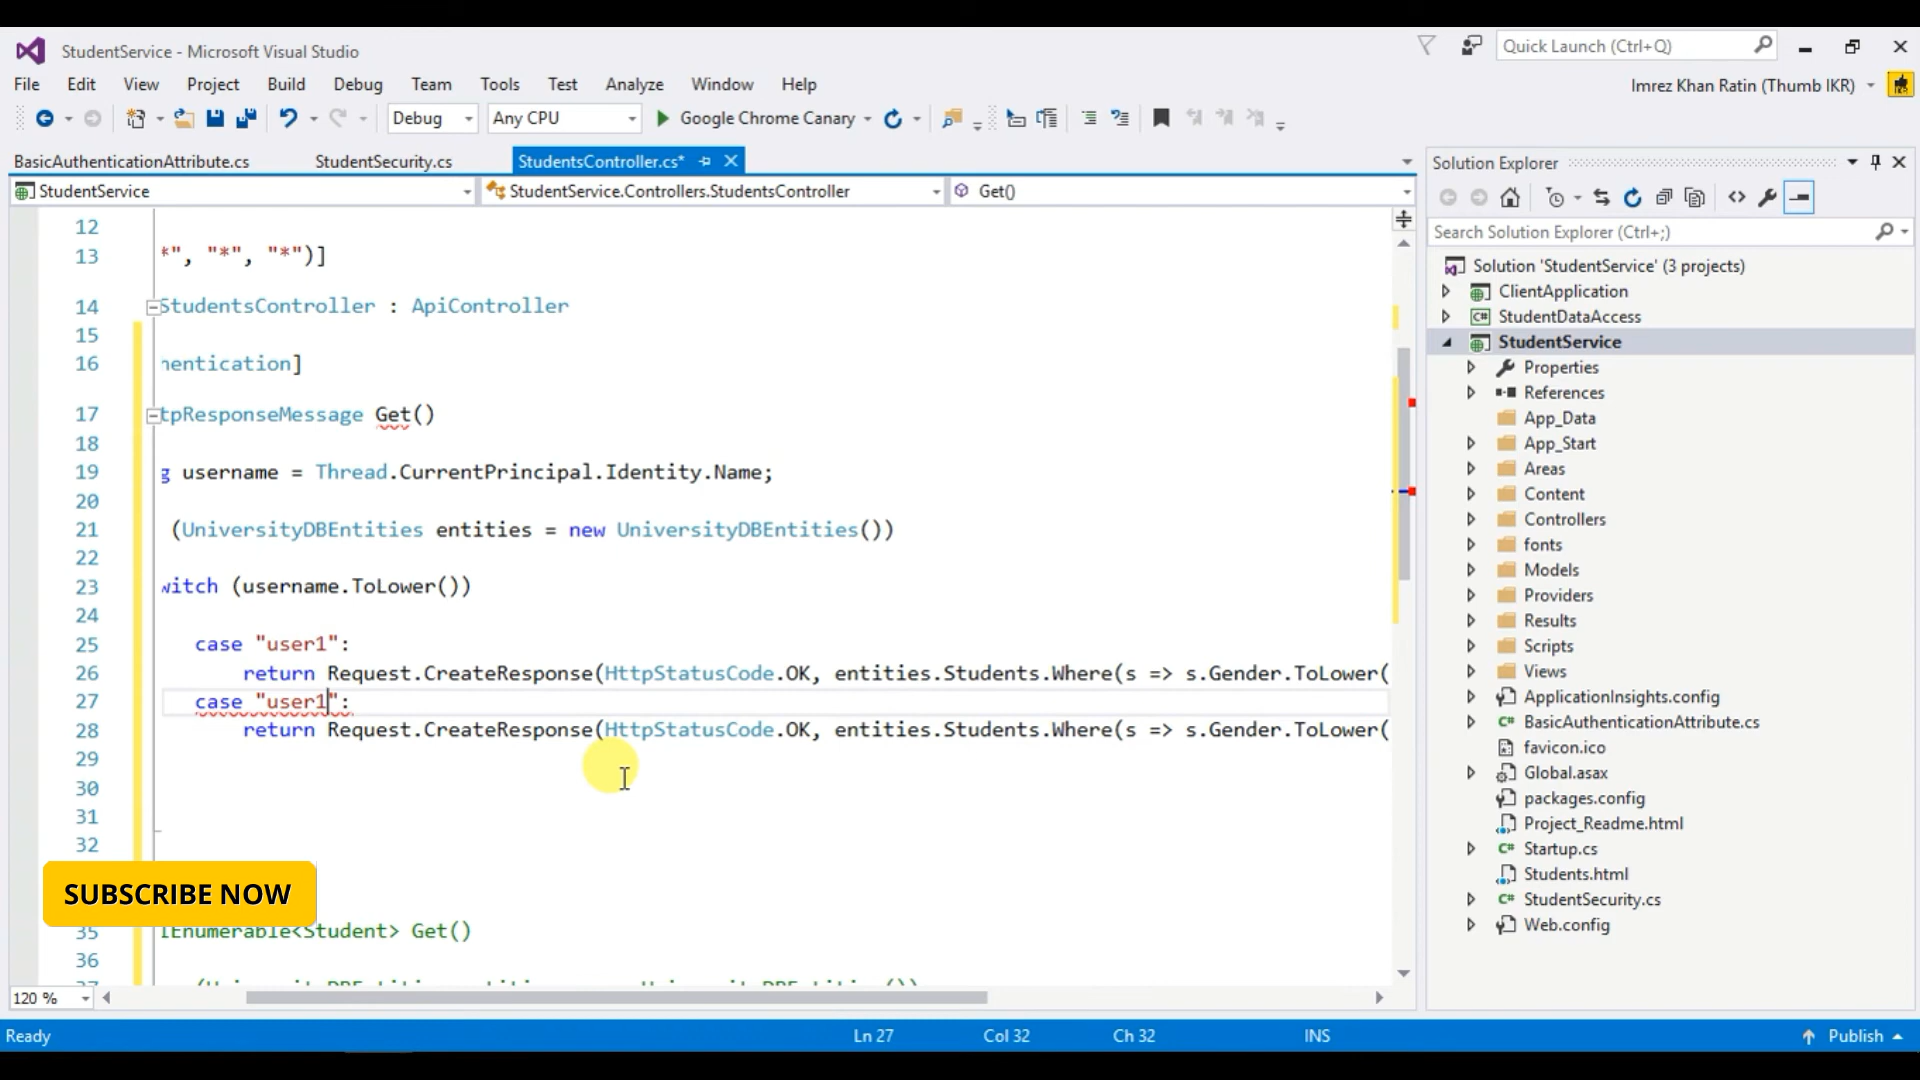 StudentService - Microsoft Visual Studio
Quick Launch (Ctrl+Q)
File Edit View Project Build Debug Team Tools Test Analyze Window Help
Imrez Khan Ratin (Thumb IKR)
Debug Any CPU Google Chrome Canary
BasicAuthenticationAttribute.cs StudentSecurity.cs StudentsController.cs*
StudentService StudentService.Controllers.StudentsController Get()
12
13 *", "*", "*")]
14 StudentsController : ApiController
15
16 hentication]
17 tpResponseMessage Get()
18
19 g username = Thread.CurrentPrincipal.Identity.Name;
20
21 (UniversityDBEntities entities = new UniversityDBEntities())
22
23 witch (username.ToLower())
24
25 case "user1":
26 return Request.CreateResponse(HttpStatusCode.OK, entities.Students.Where(s => s.Gender.ToLower(
27 case "user1":
28 return Request.CreateResponse(HttpStatusCode.OK, entities.Students.Where(s => s.Gender.ToLower(
29
30
31
32
SUBSCRIBE NOW
35 IEnumerable<Student> Get()
36
120 %
Solution Explorer
Search Solution Explorer (Ctrl+;)
Solution 'StudentService' (3 projects)
ClientApplication
C# StudentDataAccess
StudentService
Properties
References
App_Data
App_Start
Areas
Content
Controllers
fonts
Models
Providers
Results
Scripts
Views
ApplicationInsights.config
C# BasicAuthenticationAttribute.cs
favicon.ico
Global.asax
packages.config
Project_Readme.html
C# Startup.cs
Students.html
C# StudentSecurity.cs
Web.config
Ready Ln 27 Col 32 Ch 32 INS Publish